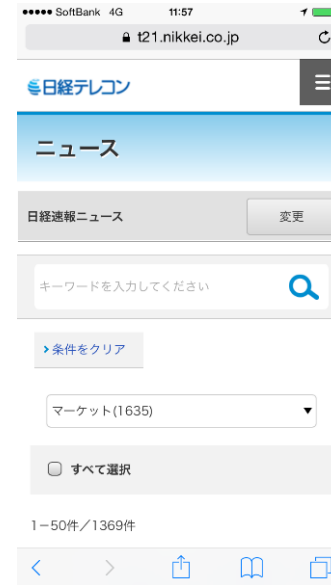 SoftBank 4G 11:57
t21.nikkei.co.jp
日経テレコン
ニュース
日経速報ニュース 変更
キーワードを入力してください
条件をクリア
マーケット(1635)
すべて選択
1－50件／1369件